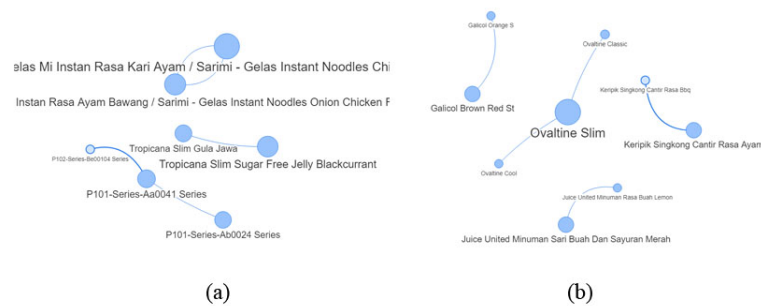 elas Mi Instan Rasa Kari Ayam / Sarimi - Gelas Instant Noodles Chi
Instan Rasa Ayam Bawang / Sarimi - Gelas Instant Noodles Onion Chicken F
Tropicana Slim Gula Jawa
Tropicana Slim Sugar Free Jelly Blackcurrant
P102-Series-Be00104 Series
P101-Series-Aa0041 Series
P101-Series-Ab0024 Series
(a)
Galicol Orange S
Ovaltine Classic
Keripik Singkong Cantir Rasa Bbq
Galicol Brown Red St
Ovaltine Slim
Keripik Singkong Cantir Rasa Ayam
Ovaltine Cool
Juice United Minuman Rasa Buah Lemon
Juice United Minuman Sari Buah Dan Sayuran Merah
(b)